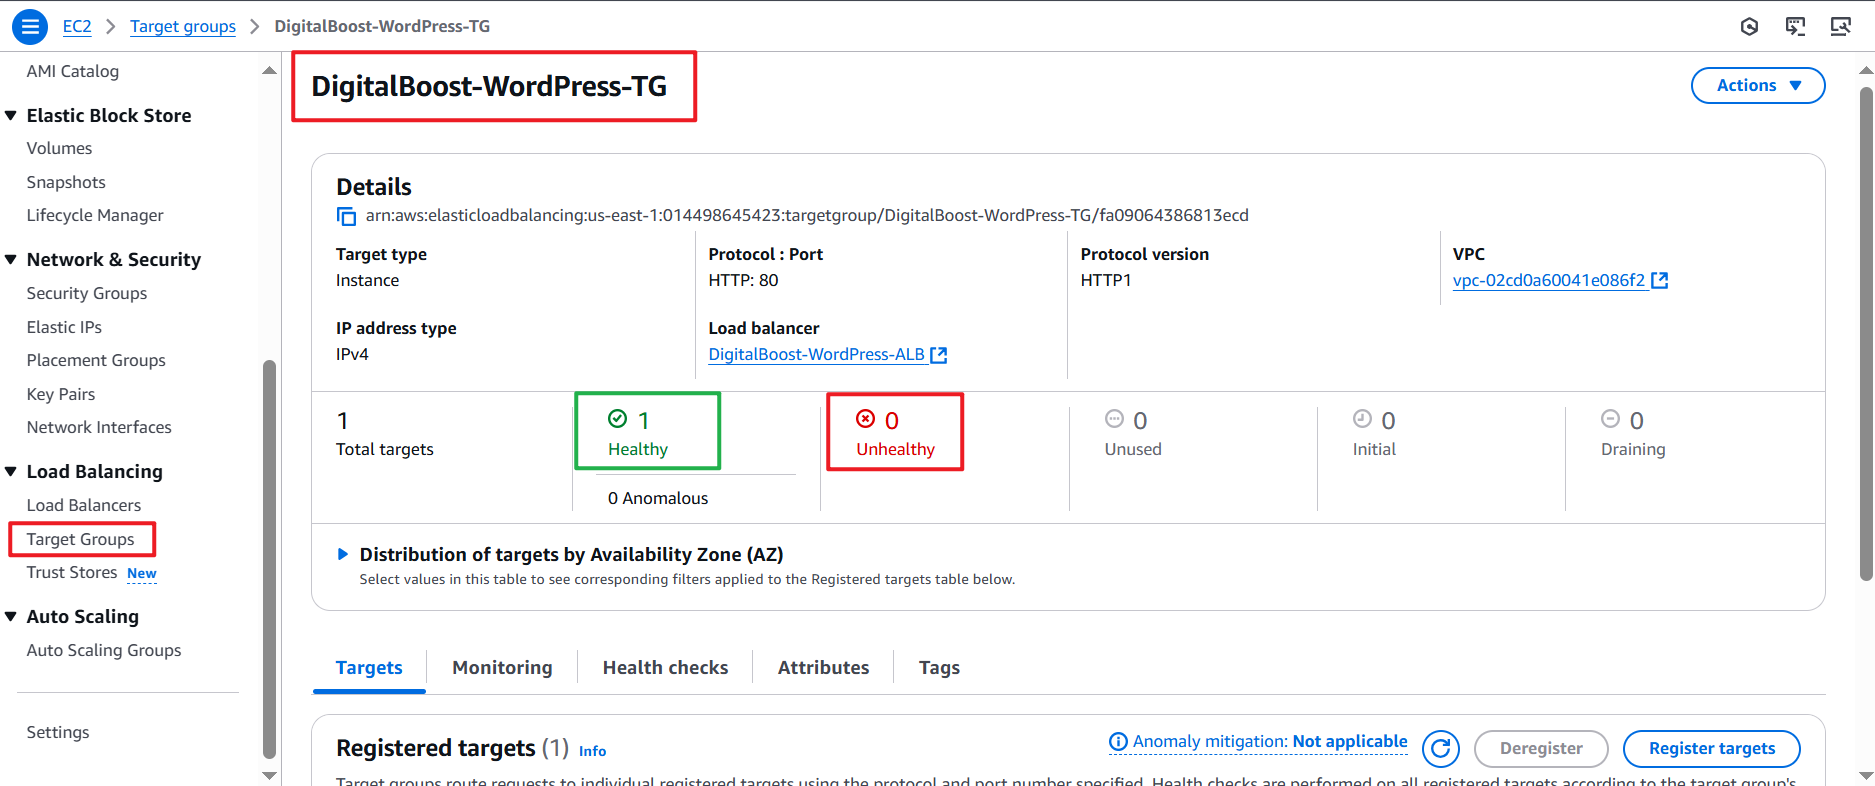 EC2 > Target groups > DigitalBoost-WordPress-TG
AMI Catalog
Elastic Block Store
Volumes
Snapshots
Lifecycle Manager
Network & Security
Security Groups
Elastic IPs
Placement Groups
Key Pairs
Network Interfaces
Load Balancing
Load Balancers
Target Groups
Trust Stores New
Auto Scaling
Auto Scaling Groups
Settings
DigitalBoost-WordPress-TG
Actions
Details
arn:aws:elasticloadbalancing:us-east-1:014498645423:targetgroup/DigitalBoost-WordPress-TG/fa09064386813ecd
Target type
Instance
Protocol : Port
HTTP: 80
Protocol version
HTTP1
VPC
vpc-02cd0a60041e086f2
IP address type
IPv4
Load balancer
DigitalBoost-WordPress-ALB
1
Total targets
1
Healthy
0 Anomalous
0
Unhealthy
0
Unused
0
Initial
0
Draining
Distribution of targets by Availability Zone (AZ)
Select values in this table to see corresponding filters applied to the Registered targets table below.
Targets
Monitoring
Health checks
Attributes
Tags
Registered targets (1) Info
Anomaly mitigation: Not applicable
Deregister
Register targets
Target groups route requests to individual registered targets using the protocol and port number specified. Health checks are performed on all registered targets according to the target group's